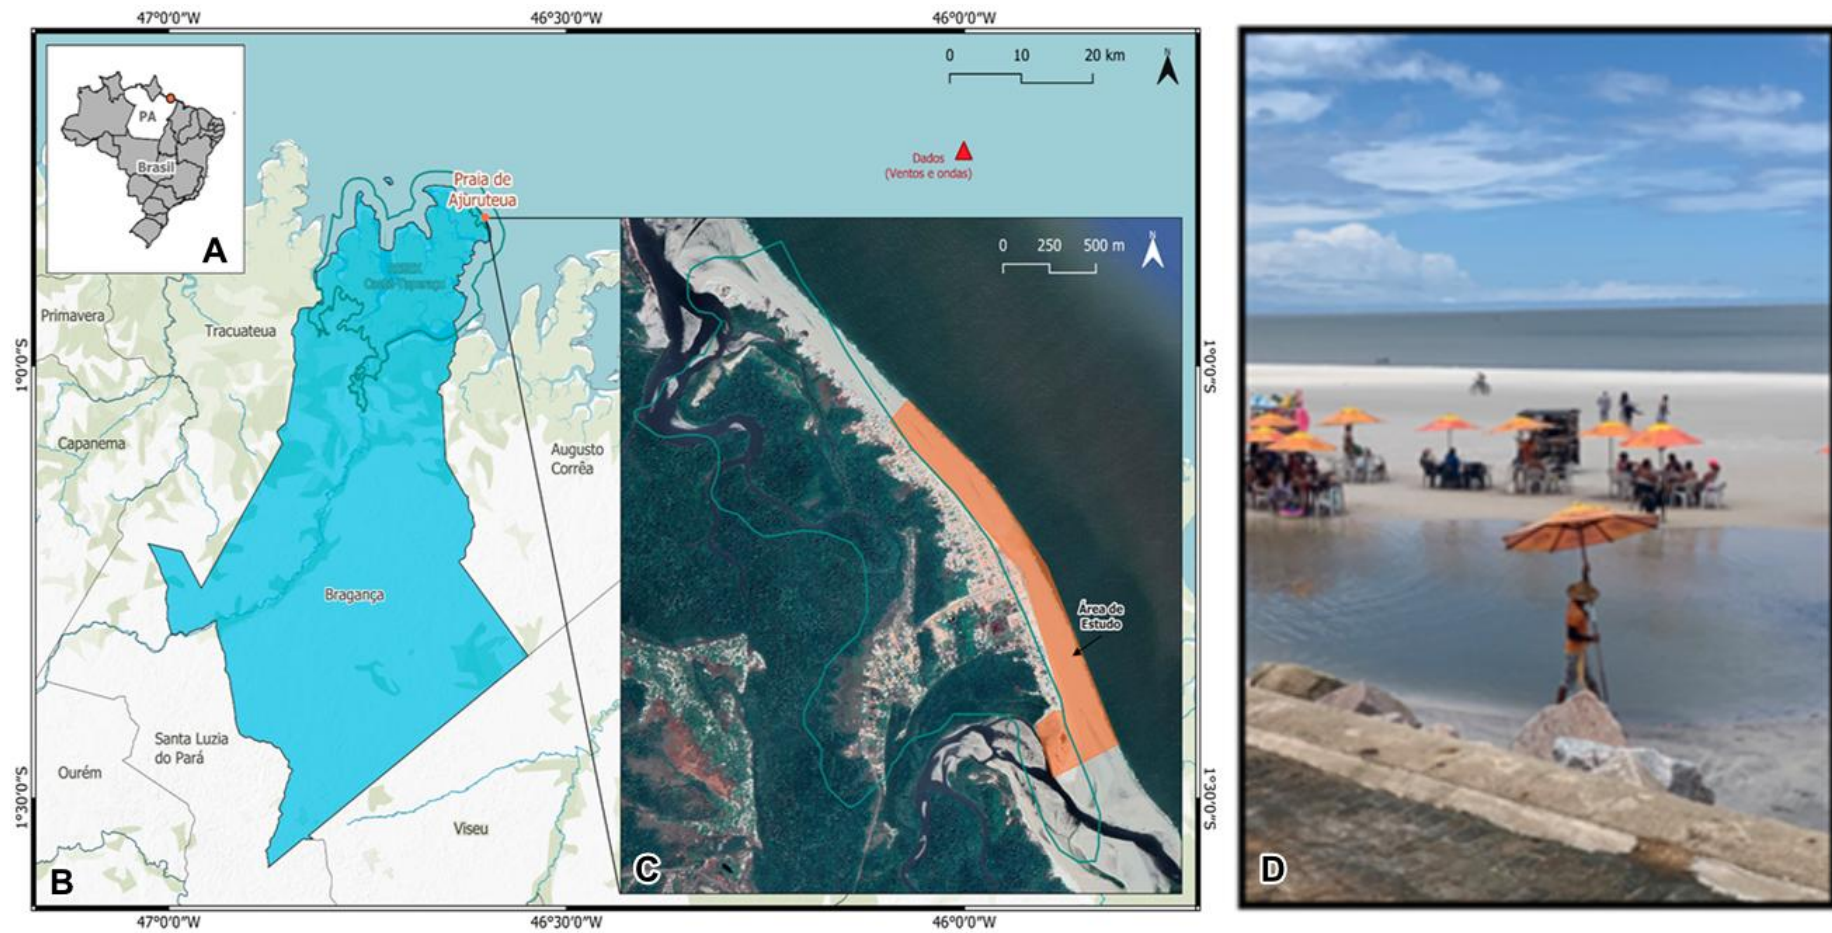 47°0'0"W
46°30'0"W
46°0'0"W
PA
Brasil
A
0 10 20 km
N
Dados
(Ventos e ondas)
Praia de
Ajuruteua
0 250 500 m
N
Primavera
Tracuateua
1°0'0"S
1°0'0"S
Capanema
Augusto
Corrêa
Bragança
Área de
Estudo
Santa Luzia
do Pará
Ourém
Viseu
1°30'0"S
1°30'0"S
B
C
D
47°0'0"W
46°30'0"W
46°0'0"W